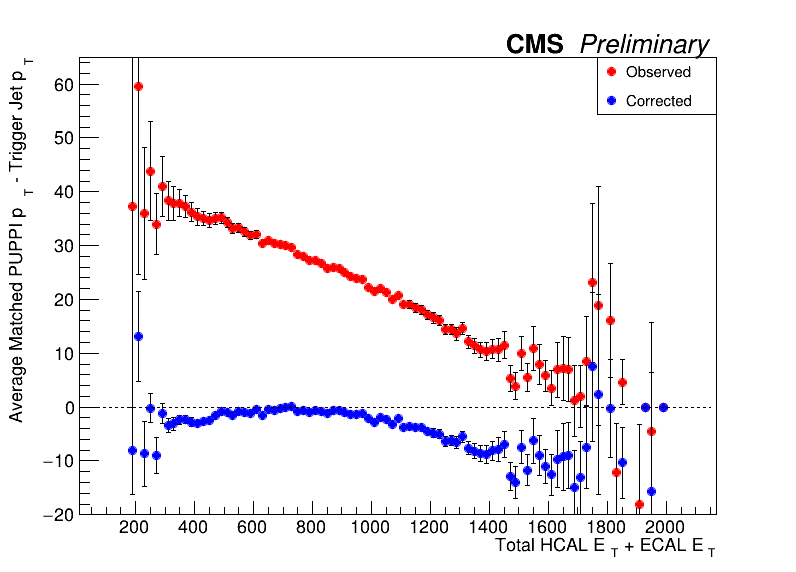 CMS Preliminary
Observed
Corrected
Average Matched PUPPI p T - Trigger Jet p T
60
50
40
30
20
10
0
−10
−20
200 400 600 800 1000 1200 1400 1600 1800 2000
Total HCAL E T + ECAL E T